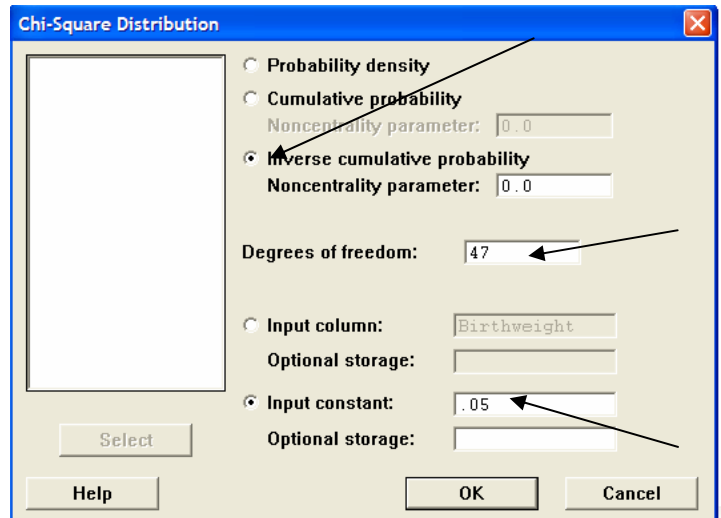 Chi-Square Distribution
Probability density
Cumulative probability
Noncentrality parameter: 0.0
Inverse cumulative probability
Noncentrality parameter: 0.0
Degrees of freedom: 47
Input column: Birthweight
Optional storage:
Input constant: .05
Select
Optional storage:
Help OK Cancel